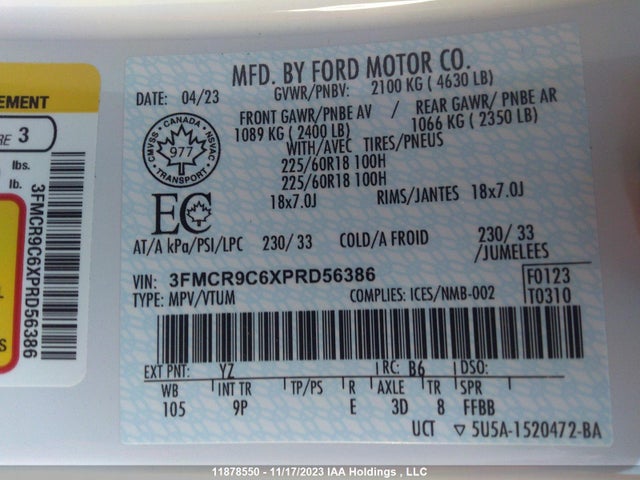 EMENT
RE 3
lbs.
lb.
L
S
3FMCR9C6XPRD56386
MFD. BY FORD MOTOR CO.
DATE: 04/23 GVWR/PNBV: 2100 KG ( 4630 LB)
FRONT GAWR/PNBE AV / REAR GAWR/ PNBE AR
1089 KG ( 2400 LB) 1066 KG ( 2350 LB)
WITH/AVEC TIRES/PNEUS
225/60R18 100H
225/60R18 100H
18x7.0J RIMS/JANTES 18x7.0J
CANADA
CMVSS NSVAC
977
TRANSPORT
EC
AT/A kPa/PSI/LPC 230/ 33 COLD/A FROID 230/ 33
/JUMELEES
VIN: 3FMCR9C6XPRD56386 F0123
TYPE: MPV/VTUM COMPLIES: ICES/NMB-002 T0310
EXT PNT: YZ RC: B6 DSO:
WB INT TR TP/PS R AXLE TR SPR
105 9P E 3D 8 FFBB
UCT ▽ 5U5A-1520472-BA
11878550 - 11/17/2023 IAA Holdings , LLC